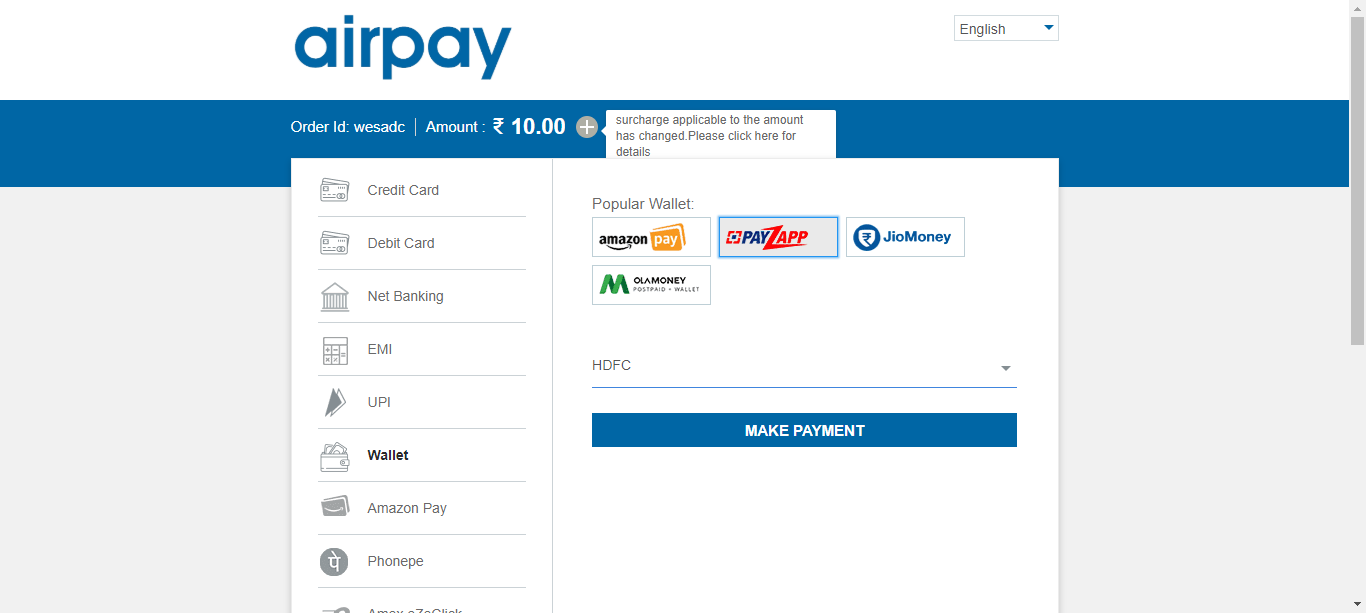 airpay
English
Order Id: wesadc
Amount : ₹ 10.00
surcharge applicable to the amount
has changed.Please click here for
details
Credit Card
Debit Card
Net Banking
EMI
UPI
Wallet
Amazon Pay
पे
Phonepe
Amex eZeClick
Popular Wallet:
amazon pay
PAYZAPP
JioMoney
OLAMONEY
POSTPAID + WALLET
HDFC
MAKE PAYMENT